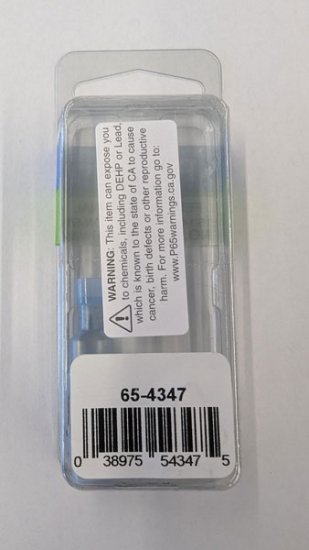 WARNING: This item can expose you
to chemicals, including DEHP or Lead,
which is known to the state of CA to cause
cancer, birth defects or other reproductive
harm. For more information go to:
www.P65warnings.ca.gov
65-4347
0 38975 54347 5